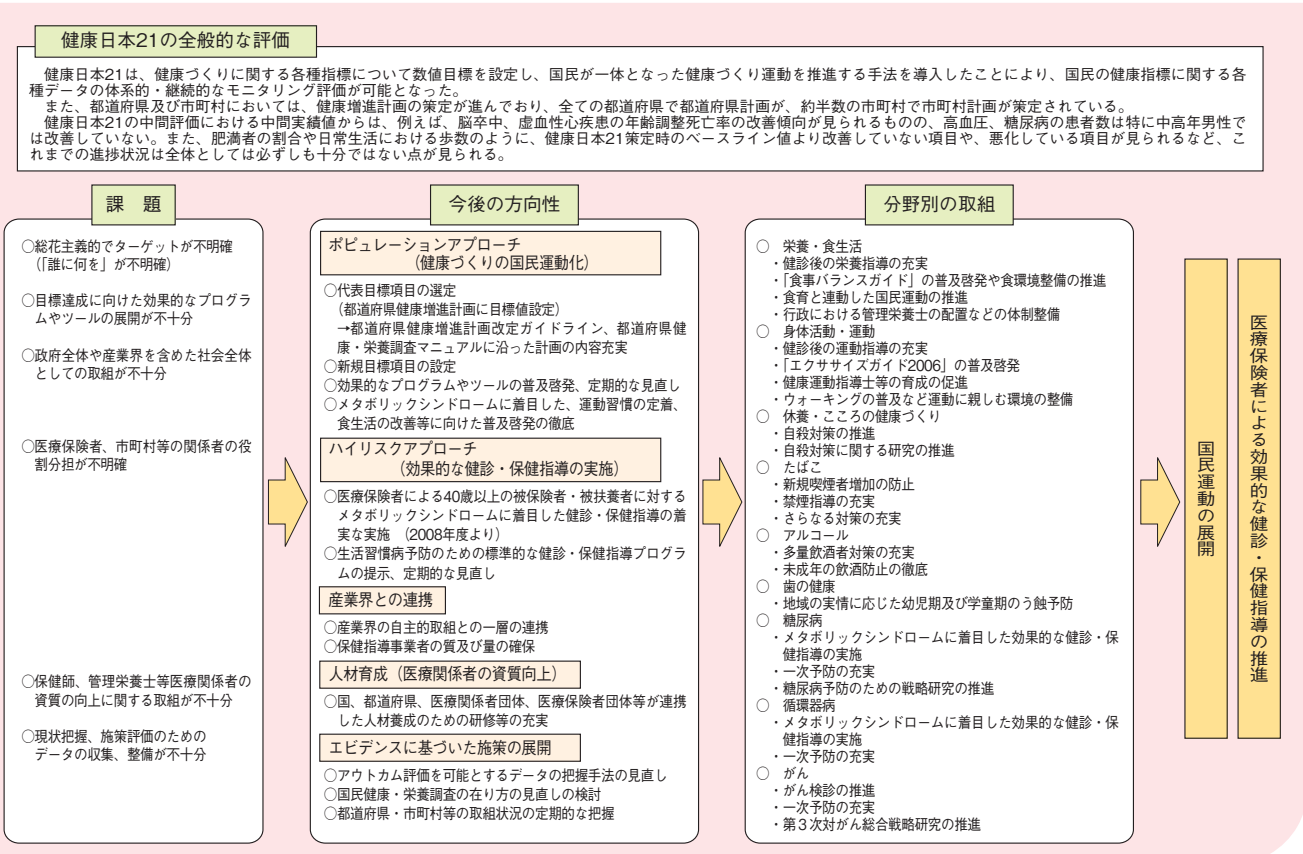 健康日本21の全般的な評価
健康日本21は、健康づくりに関する各種指標について数値目標を設定し、国民が一体となった健康づくり運動を推進する手法を導入したことにより、国民の健康指標に関する各
種データの体系的・継続的なモニタリング評価が可能となった。
また、都道府県及び市町村においては、健康増進計画の策定が進んでおり、全ての都道府県で都道府県計画が、約半数の市町村で市町村計画が策定されている。
健康日本21の中間評価における中間実績値からは、例えば、脳卒中、虚血性心疾患の年齢調整死亡率の改善傾向が見られるものの、高血圧、糖尿病の患者数は特に中高年男性で
は改善していない。また、肥満者の割合や日常生活における歩数のように、健康日本21策定時のベースライン値より改善していない項目や、悪化している項目が見られるなど、こ
れまでの進捗状況は全体としては必ずしも十分ではない点が見られる。
課 題
○総花主義的でターゲットが不明確
（「誰に何を」が不明確）
○目標達成に向けた効果的なプログラ
ムやツールの展開が不十分
○政府全体や産業界を含めた社会全体
としての取組が不十分
○医療保険者、市町村等の関係者の役
割分担が不明確
○保健師、管理栄養士等医療関係者の
資質の向上に関する取組が不十分
○現状把握、施策評価のための
データの収集、整備が不十分
今後の方向性
ポピュレーションアプローチ
（健康づくりの国民運動化）
○代表目標項目の選定
（都道府県健康増進計画に目標値設定）
→都道府県健康増進計画改定ガイドライン、都道府県健
康・栄養調査マニュアルに沿った計画の内容充実
○新規目標項目の設定
○効果的なプログラムやツールの普及啓発、定期的な見直し
○メタボリックシンドロームに着目した、運動習慣の定着、
食生活の改善等に向けた普及啓発の徹底
ハイリスクアプローチ
（効果的な健診・保健指導の実施）
○医療保険者による40歳以上の被保険者・被扶養者に対する
メタボリックシンドロームに着目した健診・保健指導の着
実な実施 （2008年度より）
○生活習慣病予防のための標準的な健診・保健指導プログラ
ムの提示、定期的な見直し
産業界との連携
○産業界の自主的取組との一層の連携
○保健指導事業者の質及び量の確保
人材育成（医療関係者の資質向上）
○国、都道府県、医療関係者団体、医療保険者団体等が連携
した人材養成のための研修等の充実
エビデンスに基づいた施策の展開
○アウトカム評価を可能とするデータの把握手法の見直し
○国民健康・栄養調査の在り方の見直しの検討
○都道府県・市町村等の取組状況の定期的な把握
分野別の取組
○ 栄養・食生活
・健診後の栄養指導の充実
・「食事バランスガイド」の普及啓発や食環境整備の推進
・食育と連動した国民運動の推進
・行政における管理栄養士の配置などの体制整備
○ 身体活動・運動
・健診後の運動指導の充実
・「エクササイズガイド2006」の普及啓発
・健康運動指導士等の育成の促進
・ウォーキングの普及など運動に親しむ環境の整備
○ 休養・こころの健康づくり
・自殺対策の推進
・自殺対策に関する研究の推進
○ たばこ
・新規喫煙者増加の防止
・禁煙指導の充実
・さらなる対策の充実
○ アルコール
・多量飲酒者対策の充実
・未成年の飲酒防止の徹底
○ 歯の健康
・地域の実情に応じた幼児期及び学童期のう蝕予防
○ 糖尿病
・メタボリックシンドロームに着目した効果的な健診・保
健指導の実施
・一次予防の充実
・糖尿病予防のための戦略研究の推進
○ 循環器病
・メタボリックシンドロームに着目した効果的な健診・保
健指導の実施
・一次予防の充実
○ がん
・がん検診の推進
・一次予防の充実
・第３次対がん総合戦略研究の推進
国民運動の展開
医療保険者による効果的な健診・保健指導の推進